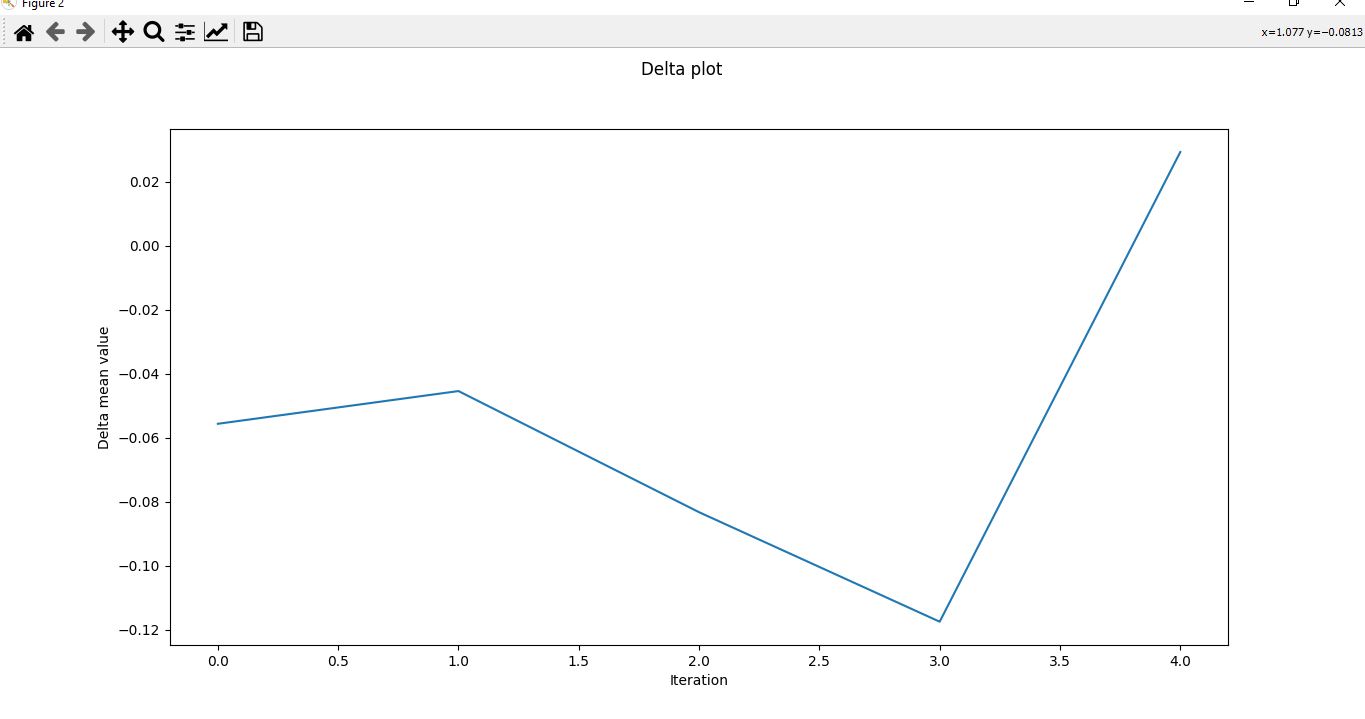 Figure 2
x=1.077 y=−0.0813
Delta plot
0.02
0.00
−0.02
−0.04
−0.06
−0.08
−0.10
−0.12
Delta mean value
0.0 0.5 1.0 1.5 2.0 2.5 3.0 3.5 4.0
Iteration